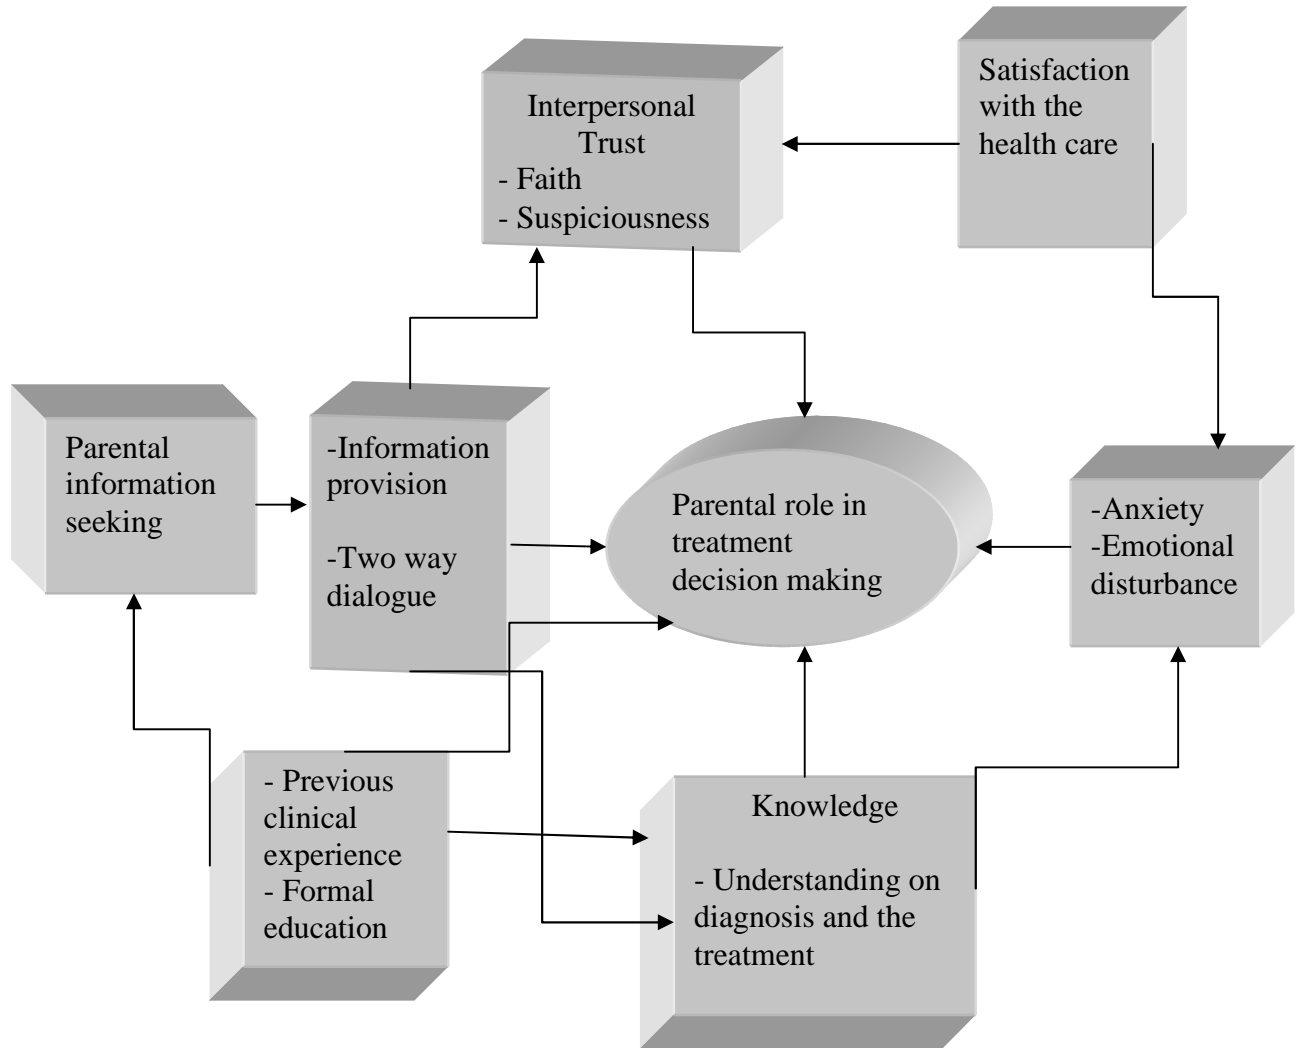 Interpersonal
Trust
- Faith
- Suspiciousness
Satisfaction
with the
health care
Parental
information
seeking
-Information
provision
-Two way
dialogue
Parental role in
treatment
decision making
-Anxiety
-Emotional
disturbance
- Previous
clinical
experience
- Formal
education
Knowledge
- Understanding on
diagnosis and the
treatment